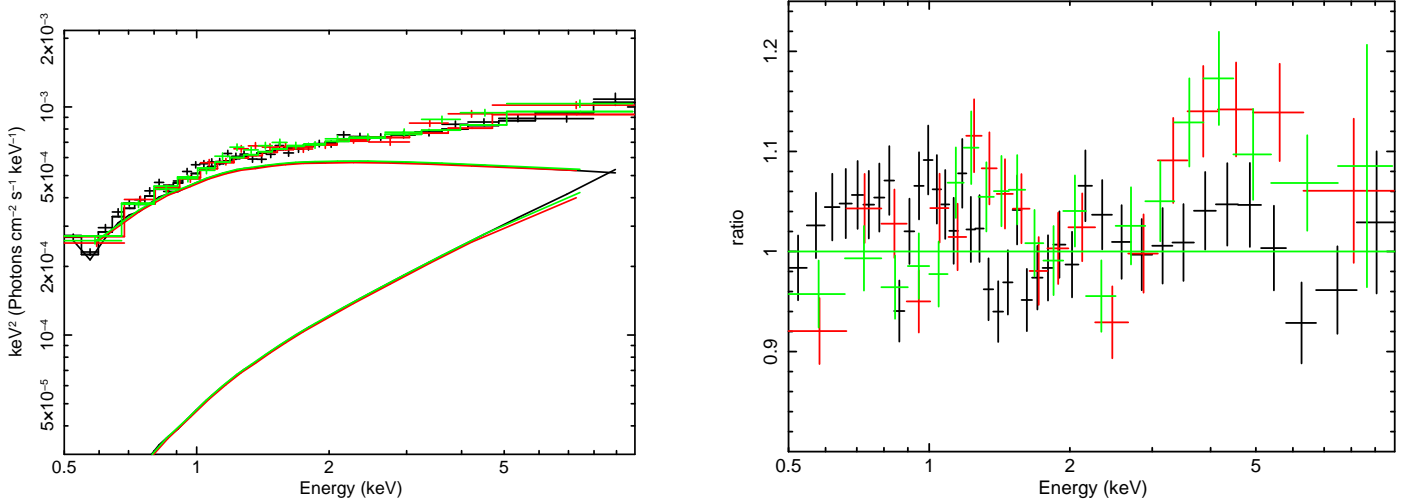 keV² (Photons cm⁻² s⁻¹ keV⁻¹)
2×10⁻³
10⁻³
5×10⁻⁴
2×10⁻⁴
10⁻⁴
5×10⁻⁵
0.5 1 2 5
Energy (keV)
ratio
1.2
1.1
1
0.9
0.5 1 2 5
Energy (keV)